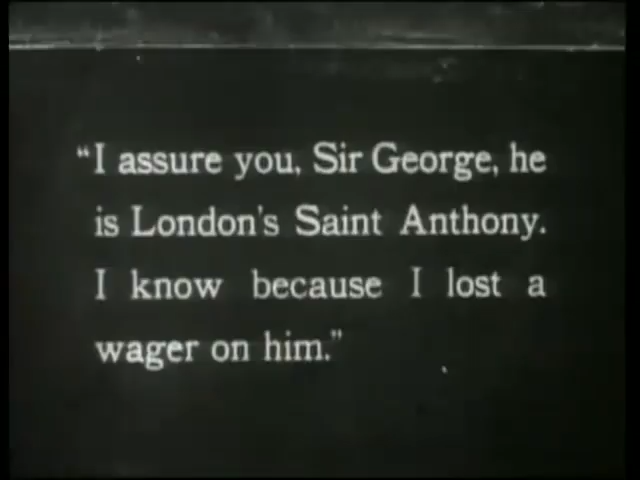 “I assure you, Sir George, he
is London's Saint Anthony.
I know because I lost a
wager on him.”